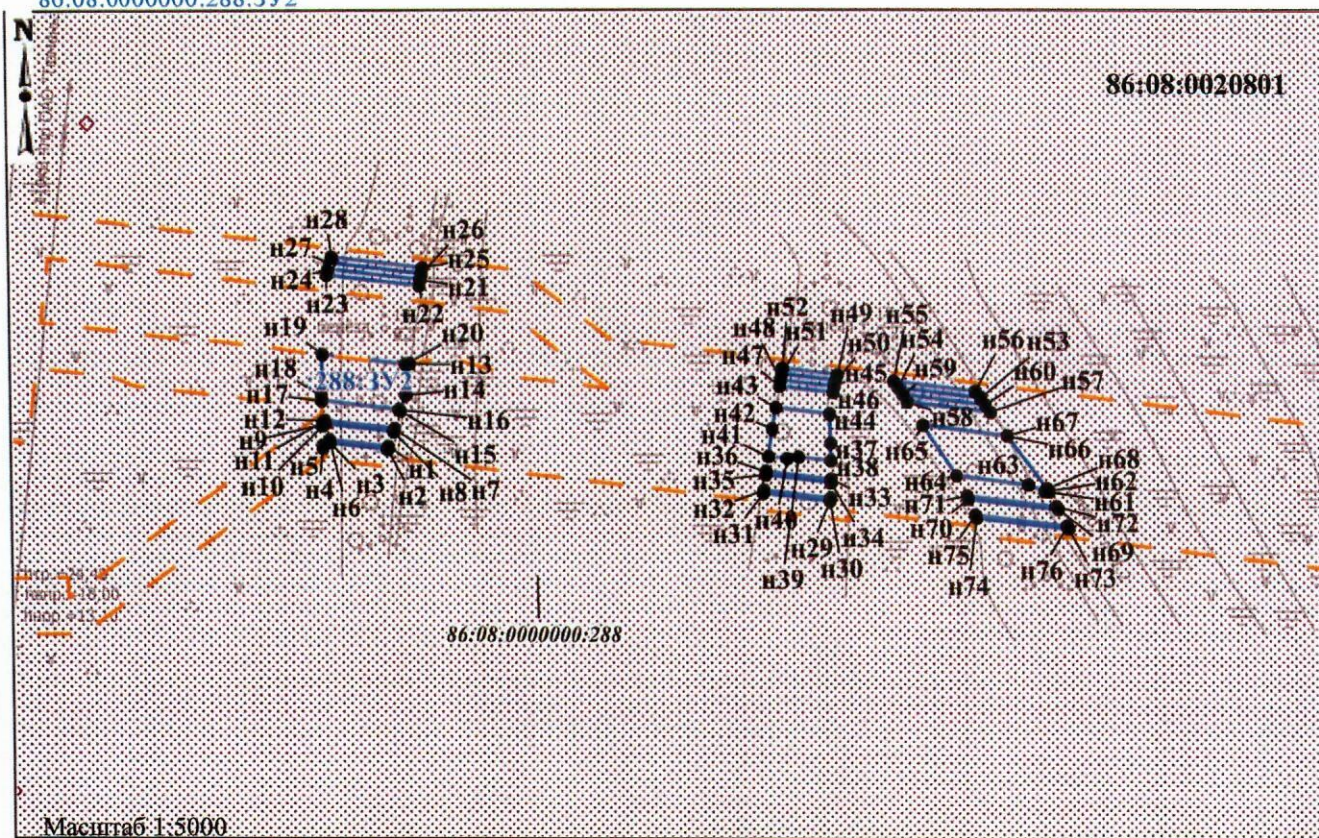 86:08:0000000:288:ЗУ2
N
86:08:0020801
н28
н27
н26
н25
н24
н21
н23
н22
н19
н20
н18
н13
:288:ЗУ2
н14
н17
н12
н16
н9
н11
н5
н15
н10
н4
н3
н1
н8
н7
н6
н2
н52
н49
н55
н48
н51
н50
н54
н56
н53
н47
н45
н59
н60
н43
н46
н57
н42
н44
н58
н41
н37
н65
н67
н36
н38
н63
н66
н35
н64
н68
н32
н33
н71
н62
н31
н40
н34
н70
н61
н29
н75
н72
н39
н30
н74
н76
н69
н73
86:08:0000000:288
Масштаб 1:5000